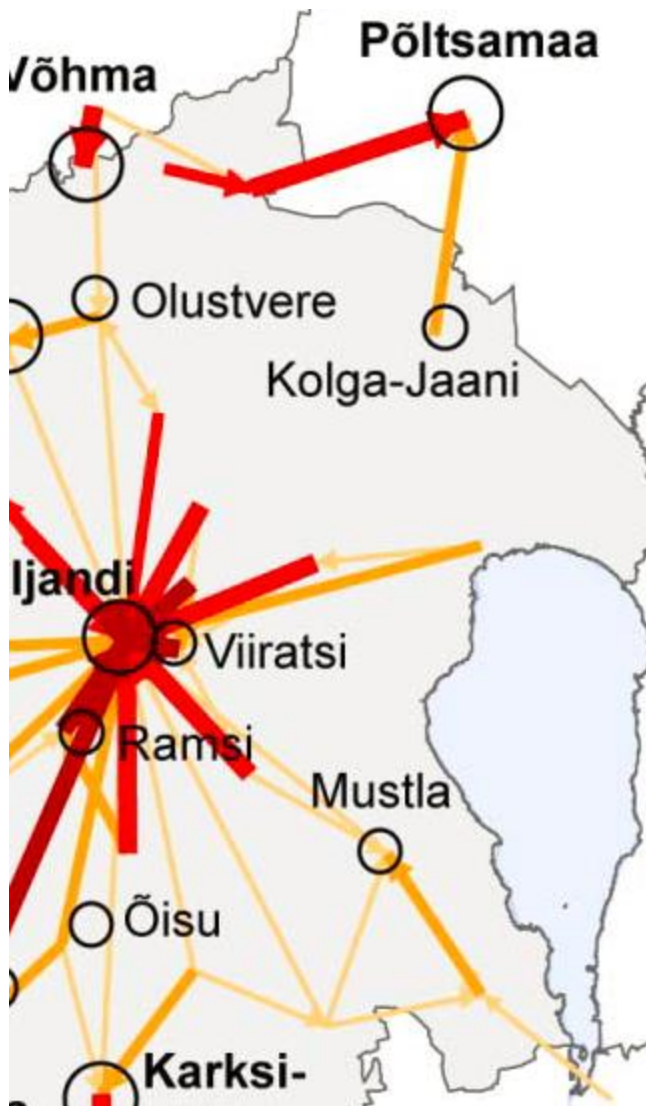 Põltsamaa
Võhma
Olustvere
Kolga-Jaani
ljandi
Viiratsi
Ramsi
Mustla
Õisu
Karksi-